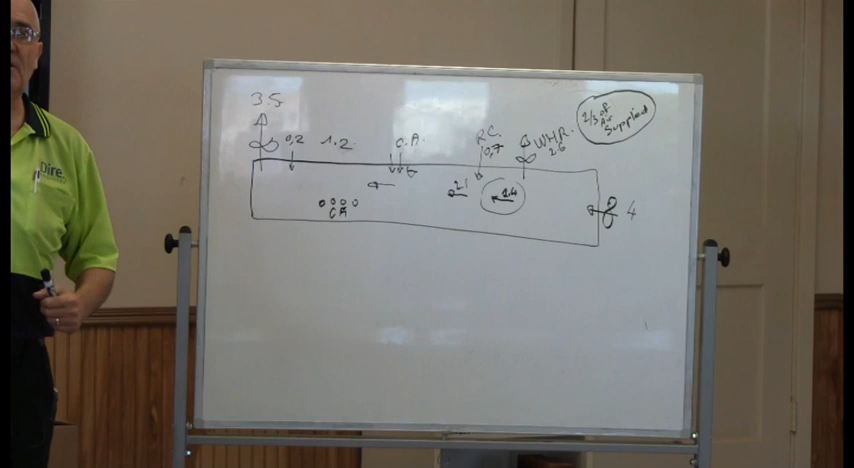 3.5
0,2
1.2.
C.A.
R.C.
0,7
WHR.
2.6
2/3 of
Air
Supplied
2.1
1.4
4
CA
Dire.